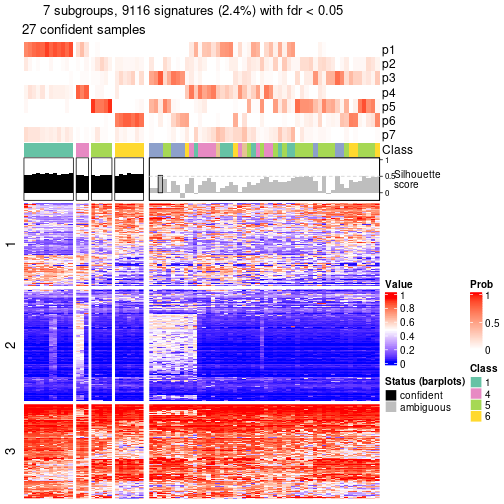 7 subgroups, 9116 signatures (2.4%) with fdr < 0.05
27 confident samples
p1
p2
p3
p4
p5
p6
p7
Class
1
0.5
0
Silhouette
score
1
2
3
Value
1
0.8
0.6
0.4
0.2
0
Status (barplots)
confident
ambiguous
Prob
1
0.5
0
Class
1
4
5
6